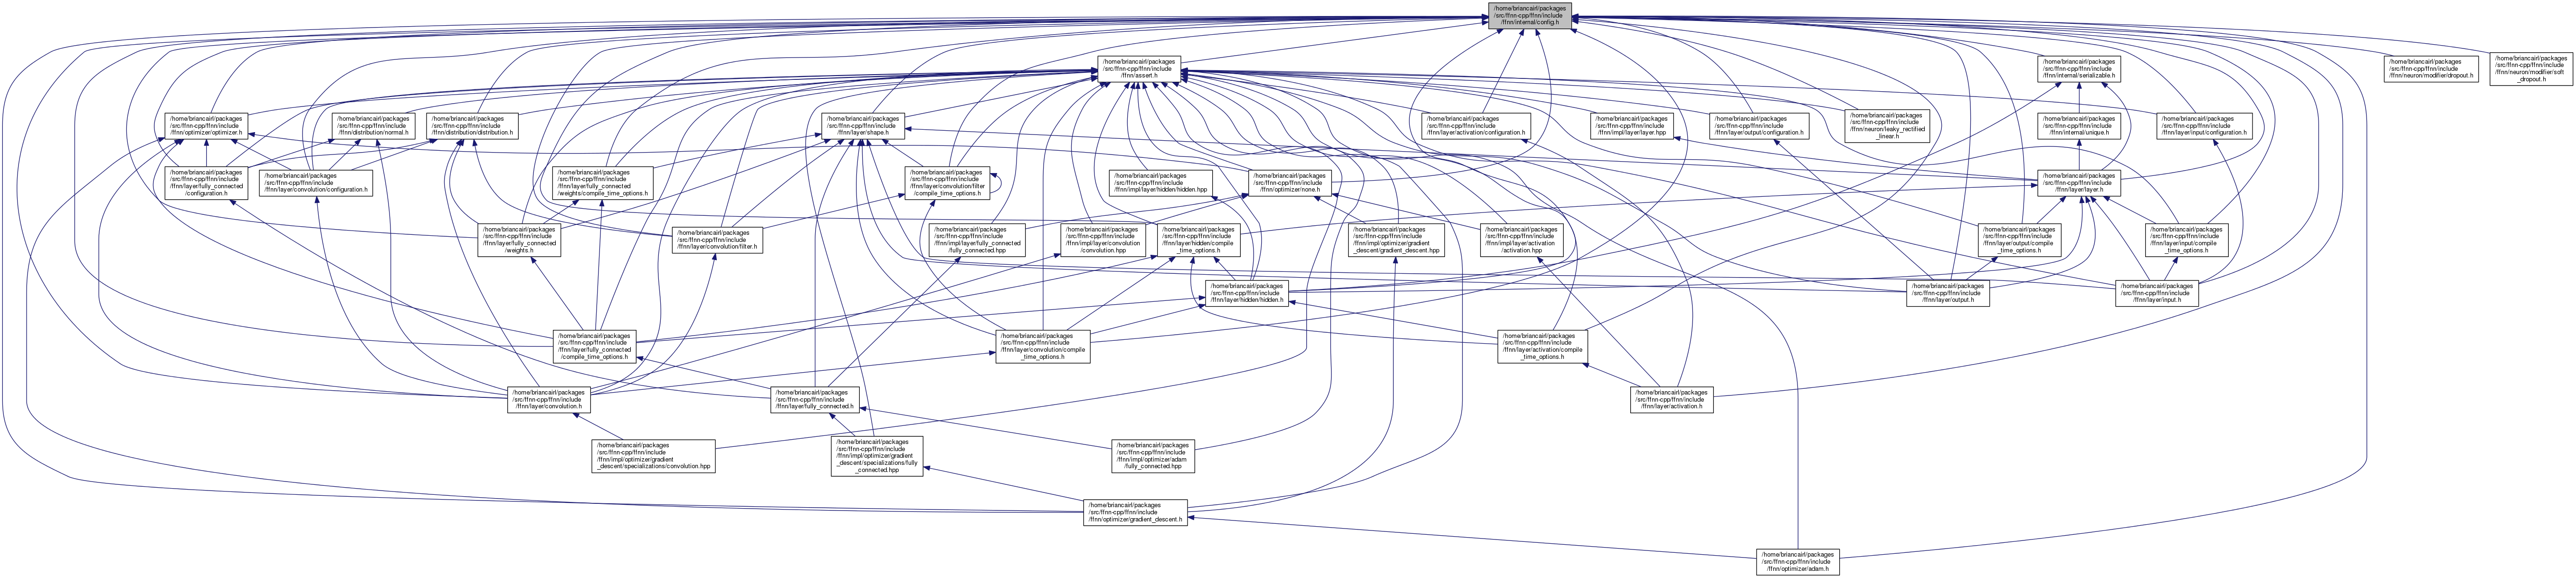 /home/briancairl/packages
/src/ffnn-cpp/ffnn/include
/ffnn/internal/config.h
/home/briancairl/packages
/src/ffnn-cpp/ffnn/include
/ffnn/assert.h
/home/briancairl/packages
/src/ffnn-cpp/ffnn/include
/ffnn/internal/serializable.h
/home/briancairl/packages
/src/ffnn-cpp/ffnn/include
/ffnn/neuron/modifier/dropout.h
/home/briancairl/packages
/src/ffnn-cpp/ffnn/include
/ffnn/neuron/modifier/soft
_dropout.h
/home/briancairl/packages
/src/ffnn-cpp/ffnn/include
/ffnn/optimizer/optimizer.h
/home/briancairl/packages
/src/ffnn-cpp/ffnn/include
/ffnn/distribution/normal.h
/home/briancairl/packages
/src/ffnn-cpp/ffnn/include
/ffnn/distribution/distribution.h
/home/briancairl/packages
/src/ffnn-cpp/ffnn/include
/ffnn/layer/shape.h
/home/briancairl/packages
/src/ffnn-cpp/ffnn/include
/ffnn/layer/activation/configuration.h
/home/briancairl/packages
/src/ffnn-cpp/ffnn/include
/ffnn/impl/layer/layer.hpp
/home/briancairl/packages
/src/ffnn-cpp/ffnn/include
/ffnn/layer/output/configuration.h
/home/briancairl/packages
/src/ffnn-cpp/ffnn/include
/ffnn/neuron/leaky_rectified
_linear.h
/home/briancairl/packages
/src/ffnn-cpp/ffnn/include
/ffnn/internal/unique.h
/home/briancairl/packages
/src/ffnn-cpp/ffnn/include
/ffnn/layer/input/configuration.h
/home/briancairl/packages
/src/ffnn-cpp/ffnn/include
/ffnn/layer/fully_connected
/configuration.h
/home/briancairl/packages
/src/ffnn-cpp/ffnn/include
/ffnn/layer/convolution/configuration.h
/home/briancairl/packages
/src/ffnn-cpp/ffnn/include
/ffnn/layer/fully_connected
/weights/compile_time_options.h
/home/briancairl/packages
/src/ffnn-cpp/ffnn/include
/ffnn/layer/convolution/filter
/compile_time_options.h
/home/briancairl/packages
/src/ffnn-cpp/ffnn/include
/ffnn/impl/layer/hidden/hidden.hpp
/home/briancairl/packages
/src/ffnn-cpp/ffnn/include
/ffnn/optimizer/none.h
/home/briancairl/packages
/src/ffnn-cpp/ffnn/include
/ffnn/layer/layer.h
/home/briancairl/packages
/src/ffnn-cpp/ffnn/include
/ffnn/layer/fully_connected
/weights.h
/home/briancairl/packages
/src/ffnn-cpp/ffnn/include
/ffnn/layer/convolution/filter.h
/home/briancairl/packages
/src/ffnn-cpp/ffnn/include
/ffnn/impl/layer/fully_connected
/fully_connected.hpp
/home/briancairl/packages
/src/ffnn-cpp/ffnn/include
/ffnn/impl/layer/convolution
/convolution.hpp
/home/briancairl/packages
/src/ffnn-cpp/ffnn/include
/ffnn/layer/hidden/compile
_time_options.h
/home/briancairl/packages
/src/ffnn-cpp/ffnn/include
/ffnn/impl/optimizer/gradient
_descent/gradient_descent.hpp
/home/briancairl/packages
/src/ffnn-cpp/ffnn/include
/ffnn/impl/layer/activation
/activation.hpp
/home/briancairl/packages
/src/ffnn-cpp/ffnn/include
/ffnn/layer/output/compile
_time_options.h
/home/briancairl/packages
/src/ffnn-cpp/ffnn/include
/ffnn/layer/input/compile
_time_options.h
/home/briancairl/packages
/src/ffnn-cpp/ffnn/include
/ffnn/layer/hidden/hidden.h
/home/briancairl/packages
/src/ffnn-cpp/ffnn/include
/ffnn/layer/output.h
/home/briancairl/packages
/src/ffnn-cpp/ffnn/include
/ffnn/layer/input.h
/home/briancairl/packages
/src/ffnn-cpp/ffnn/include
/ffnn/layer/fully_connected
/compile_time_options.h
/home/briancairl/packages
/src/ffnn-cpp/ffnn/include
/ffnn/layer/convolution/compile
_time_options.h
/home/briancairl/packages
/src/ffnn-cpp/ffnn/include
/ffnn/layer/activation/compile
_time_options.h
/home/briancairl/packages
/src/ffnn-cpp/ffnn/include
/ffnn/layer/convolution.h
/home/briancairl/packages
/src/ffnn-cpp/ffnn/include
/ffnn/layer/fully_connected.h
/home/briancairl/packages
/src/ffnn-cpp/ffnn/include
/ffnn/layer/activation.h
/home/briancairl/packages
/src/ffnn-cpp/ffnn/include
/ffnn/impl/optimizer/gradient
_descent/specializations/convolution.hpp
/home/briancairl/packages
/src/ffnn-cpp/ffnn/include
/ffnn/impl/optimizer/gradient
_descent/specializations/fully
_connected.hpp
/home/briancairl/packages
/src/ffnn-cpp/ffnn/include
/ffnn/impl/optimizer/adam
/fully_connected.hpp
/home/briancairl/packages
/src/ffnn-cpp/ffnn/include
/ffnn/optimizer/gradient_descent.h
/home/briancairl/packages
/src/ffnn-cpp/ffnn/include
/ffnn/optimizer/adam.h